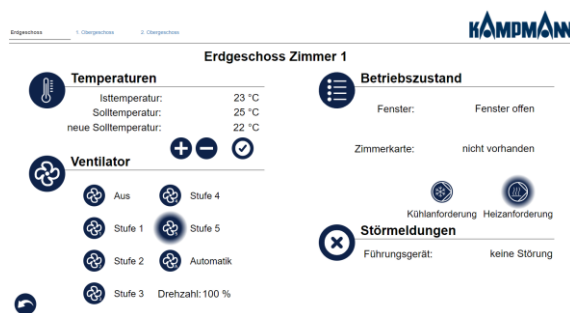 Erdgeschoss 1. Obergeschoss 2. Obergeschoss
KAMPMANN
Erdgeschoss Zimmer 1
Temperaturen
Isttemperatur: 23 °C
Solltemperatur: 25 °C
neue Solltemperatur: 22 °C
Ventilator
Aus
Stufe 4
Stufe 1
Stufe 5
Stufe 2
Automatik
Stufe 3
Drehzahl: 100 %
Betriebszustand
Fenster: Fenster offen
Zimmerkarte: nicht vorhanden
Kühlanforderung Heizanforderung
Störmeldungen
Führungsgerät: keine Störung